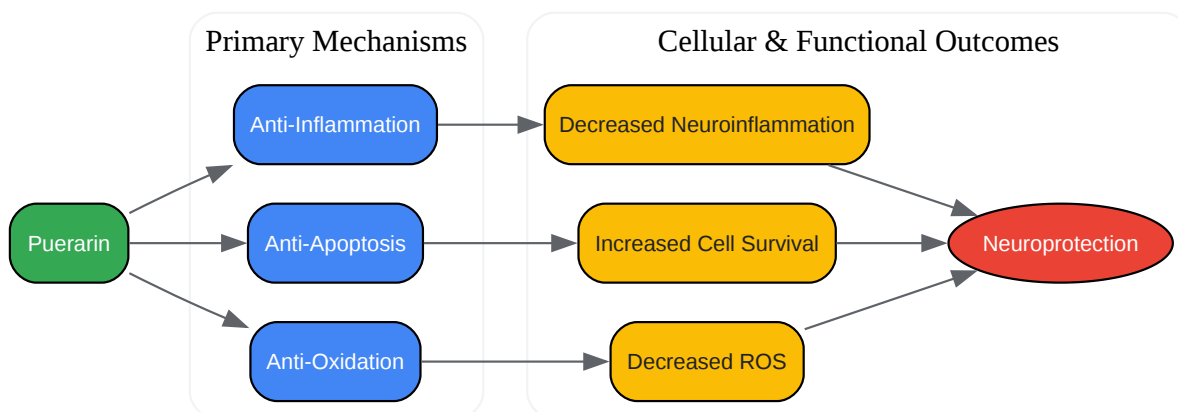 Primary Mechanisms
Cellular & Functional Outcomes
Anti-Inflammation
Decreased Neuroinflammation
Puerarin
Anti-Apoptosis
Increased Cell Survival
Neuroprotection
Anti-Oxidation
Decreased ROS